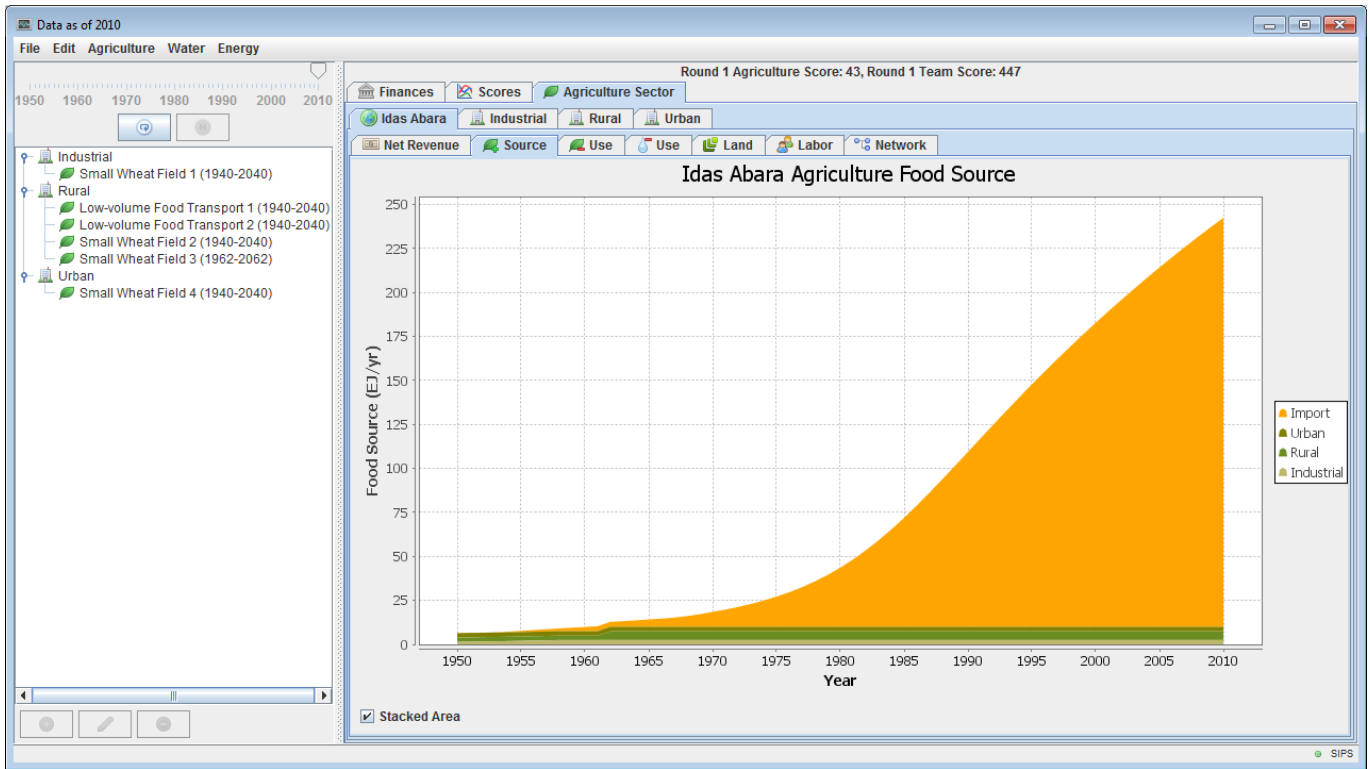 Data as of 2010
File Edit Agriculture Water Energy
1950 1960 1970 1980 1990 2000 2010
Industrial
Small Wheat Field 1 (1940-2040)
Rural
Low-volume Food Transport 1 (1940-2040)
Low-volume Food Transport 2 (1940-2040)
Small Wheat Field 2 (1940-2040)
Small Wheat Field 3 (1962-2062)
Urban
Small Wheat Field 4 (1940-2040)
Round 1 Agriculture Score: 43, Round 1 Team Score: 447
Finances Scores Agriculture Sector
Idas Abara Industrial Rural Urban
Net Revenue Source Use Use Land Labor Network
Idas Abara Agriculture Food Source
Food Source (EJ/yr)
250
225
200
175
150
125
100
75
50
25
0
1950 1955 1960 1965 1970 1975 1980 1985 1990 1995 2000 2005 2010
Year
Import
Urban
Rural
Industrial
Stacked Area
SIPS